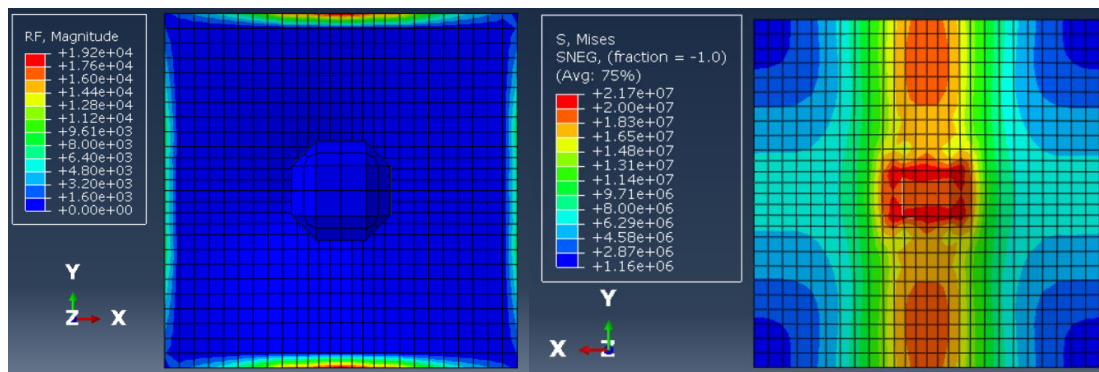 RF, Magnitude
+1.92e+04
+1.76e+04
+1.60e+04
+1.44e+04
+1.28e+04
+1.12e+04
+9.61e+03
+8.00e+03
+6.40e+03
+4.80e+03
+3.20e+03
+1.60e+03
+0.00e+00
Y
Z X
S, Mises
SNEG, (fraction = -1.0)
(Avg: 75%)
+2.17e+07
+2.00e+07
+1.83e+07
+1.65e+07
+1.48e+07
+1.31e+07
+1.14e+07
+9.71e+06
+8.00e+06
+6.29e+06
+4.58e+06
+2.87e+06
+1.16e+06
Y
X Z